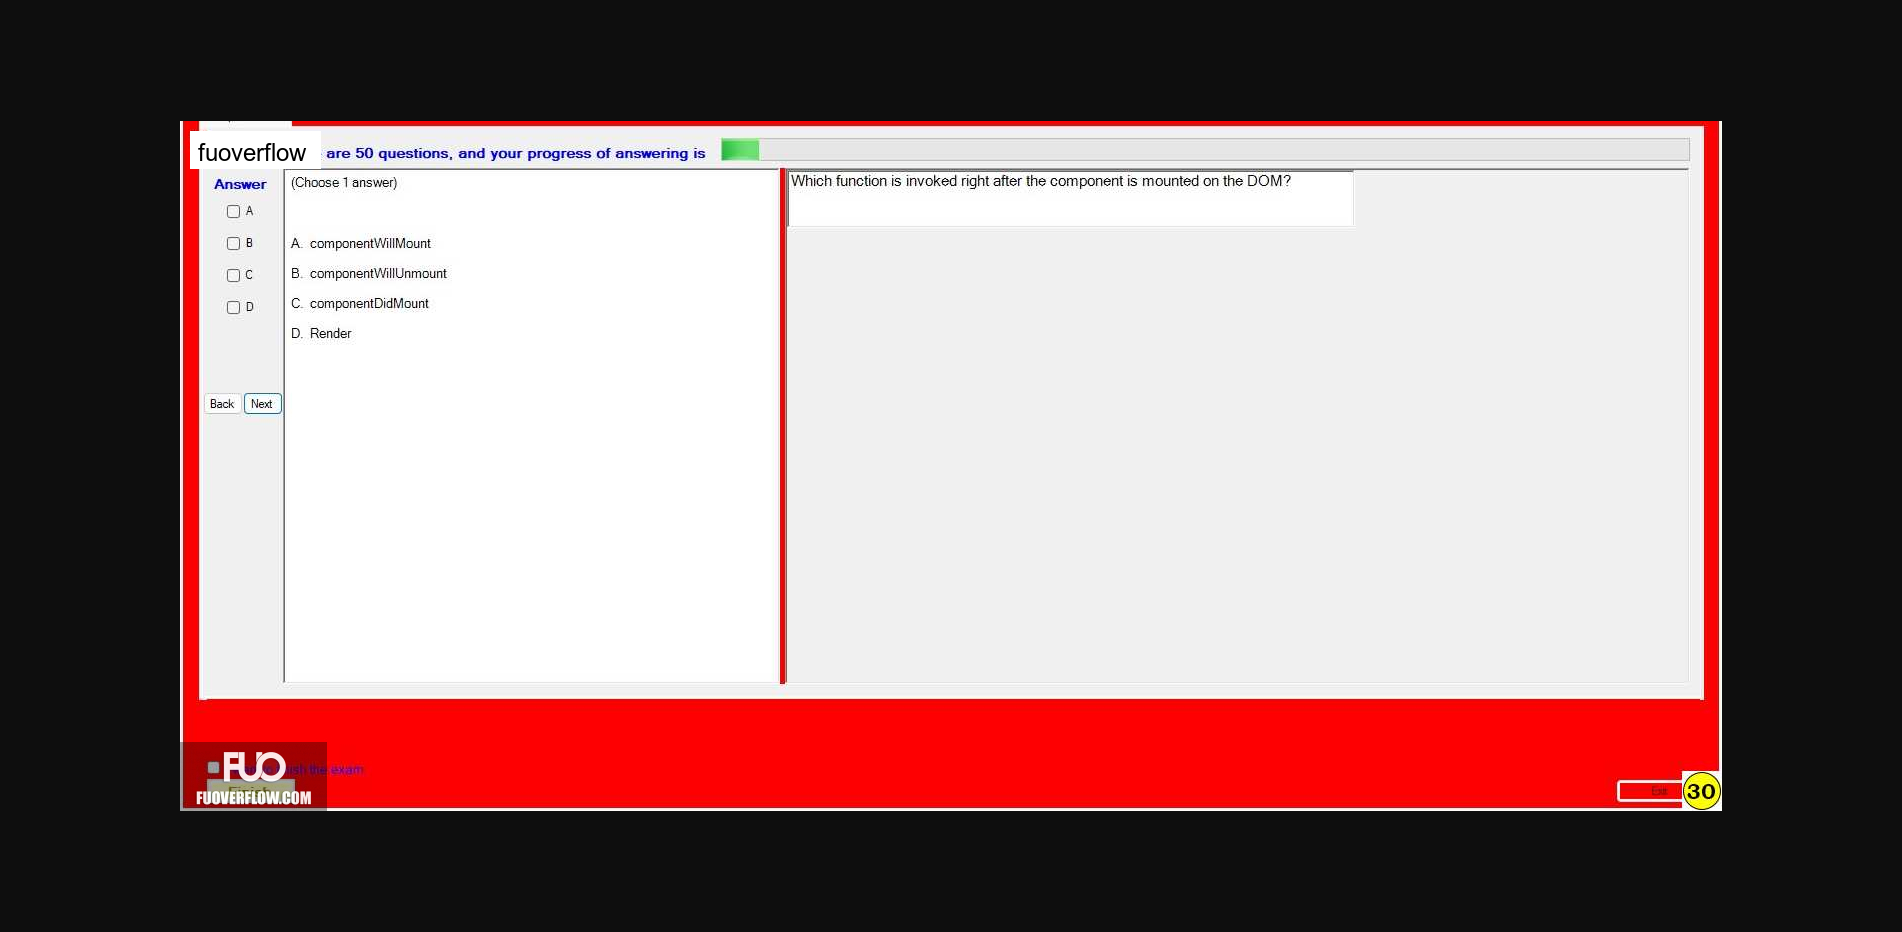 fuoverflow are 50 questions, and your progress of answering is
Answer
A
B
C
D
Back Next
(Choose 1 answer)
A. componentWillMount
B. componentWillUnmount
C. componentDidMount
D. Render
Which function is invoked right after the component is mounted on the DOM?
FUO
the exam
FUOVERFLOW.COM
Exit
30